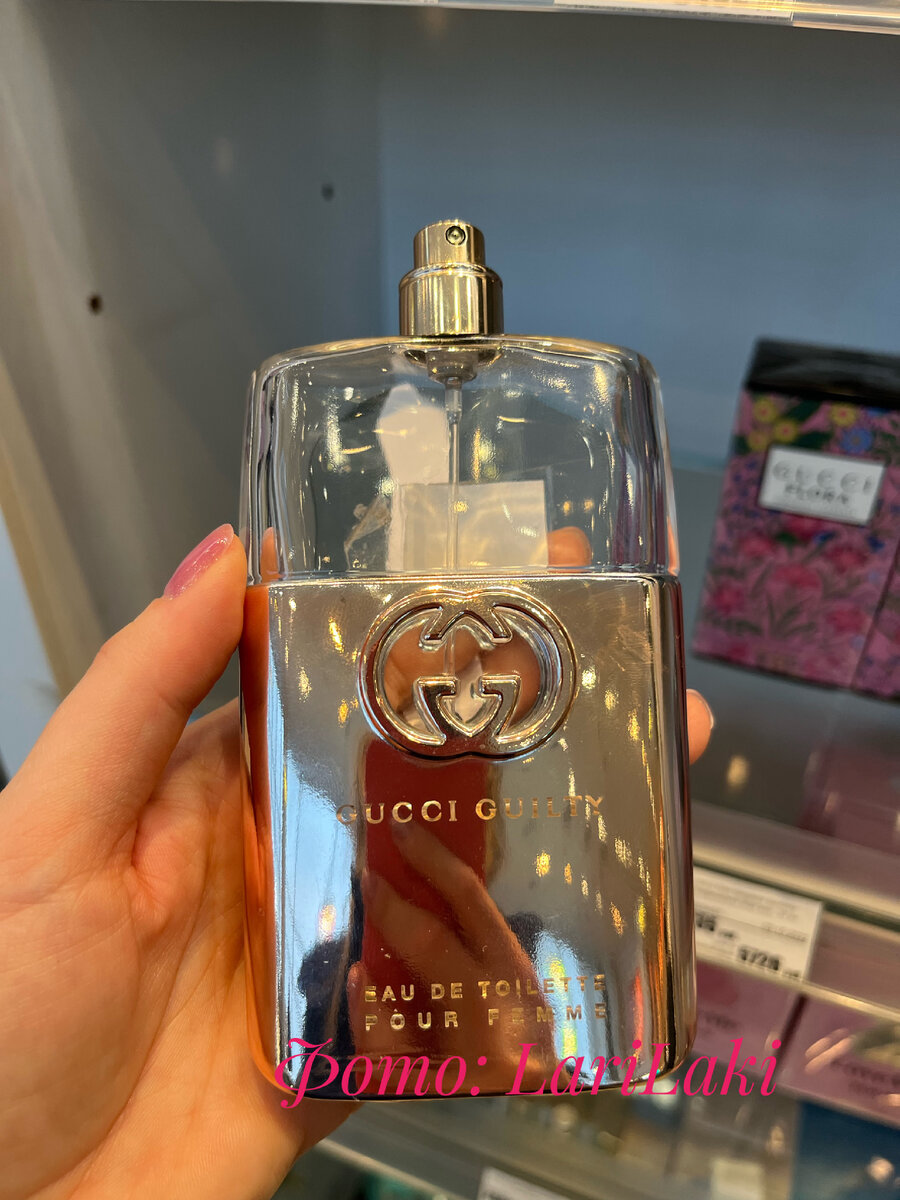 GUCCI
FLORA
GUCCI GUILTY
EAU DE TOILETTE
POUR FEMME
Фото: LariLaki